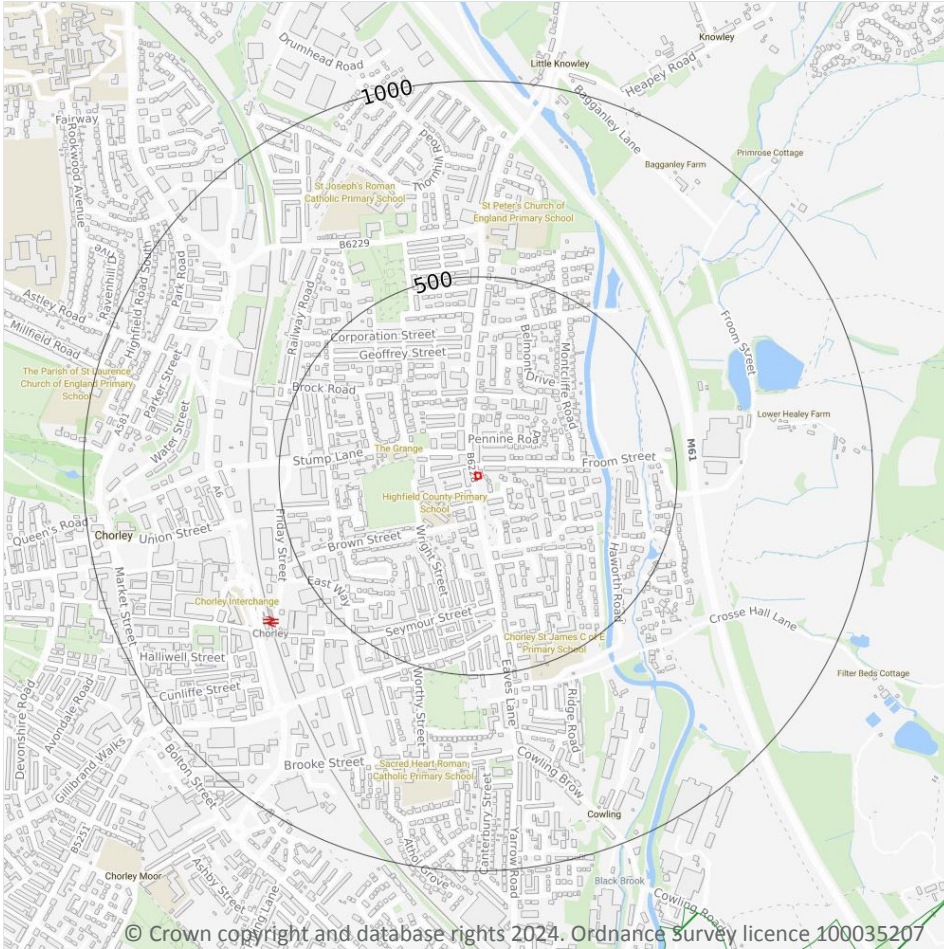 Drumhead Road
Knowley
Little Knowley
Heapey Road
1000
Bagganley Lane
Fairway
Rookwood Avenue
Thornhill Road
Bagganley Farm
Primrose Cottage
St Joseph's Roman
Catholic Primary School
St Peter's Church of
England Primary School
B6229
Highfield Road South
Park Road
Ravenhill
Railway Road
500
Astley Road
Millfield Road
Corporation Street
Geoffrey Street
Belmont
Drive
Montcliffe Road
Froom Street
The Parish of St Laurence
Church of England Primary
School
Parker Street
Brock Road
Water Street
A581
Lower Healey Farm
Pennine Road
M61
The Grange
Stump Lane
Froom Street
A6
Highfield County Primary
School
Queen's Road
Chorley
Union Street
Friday Street
Brown Street
Wright Street
Haworth Road
Market Street
East Way
Chorley Interchange
Chorley
Seymour Street
Crosse Hall Lane
Chorley St James C of E
Primary School
Halliwell Street
Cunliffe Street
Filter Beds Cottage
Devonshire Road
Avondale Road
Worthy Street
Eaves Lane
Ridge Road
Gillibrand Walks
Bolton Street
Brooke Street
Sacred Heart Roman
Catholic Primary School
Cowling Brow
Canterbury Street
Cowling
B5251
Yarrow Road
Chorley Moor
Ashby Street
Black Brook
Cowling Road
© Crown copyright and database rights 2024. Ordnance Survey licence 100035207